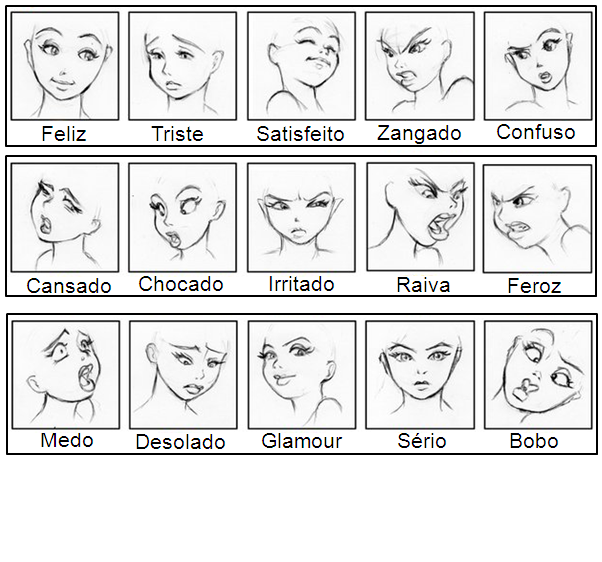 Feliz Triste Satisfeito Zangado Confuso
Cansado Chocado Irritado Raiva Feroz
Medo Desolado Glamour Sério Bobo